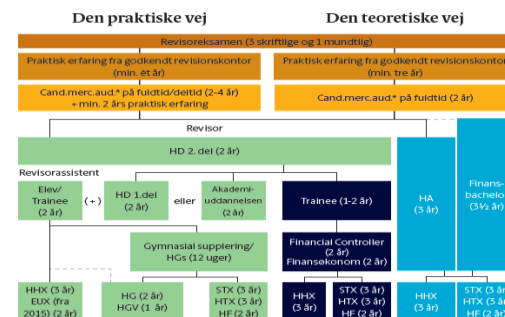 Den praktiske vej
Den teoretiske vej
Revisoreksamen (3 skriftlige og 1 mundtlig)
Praktisk erfaring fra godkendt revisionskontor
(min. ét år)
Praktisk erfaring fra godkendt revisionskontor
(min. tre år)
Cand.merc.aud.* på fuldtid/deltid (2-4 år)
+ min. 2 års praktisk erfaring
Cand.merc.aud.* på fuldtid (2 år)
Revisor
HD 2. del (2 år)
Revisorassistent
Elev/
Trainee
(2 år)
(+)
HD 1.del
(2 år)
eller
Akademi-
uddannelsen
(2 år)
Trainee (1-2 år)
HA
(3 år)
Finans-
bachelo
(3½ år)
Gymnasial supplering/
HGs (12 uger)
Financial Controller
(2 år)
Finansøkonom (2 år)
HHX (3 år)
EUX (fra
2015) (2 år)
HG (2 år)
HGV (1 år)
STX (3 år)
HTX (3 år)
HF (2 år)
HHX
(3 år)
STX (3 år)
HTX (3 år)
HF (2 år)
HHX
(3 år)
STX (3 år)
HTX (3 år)
HF (2 år)